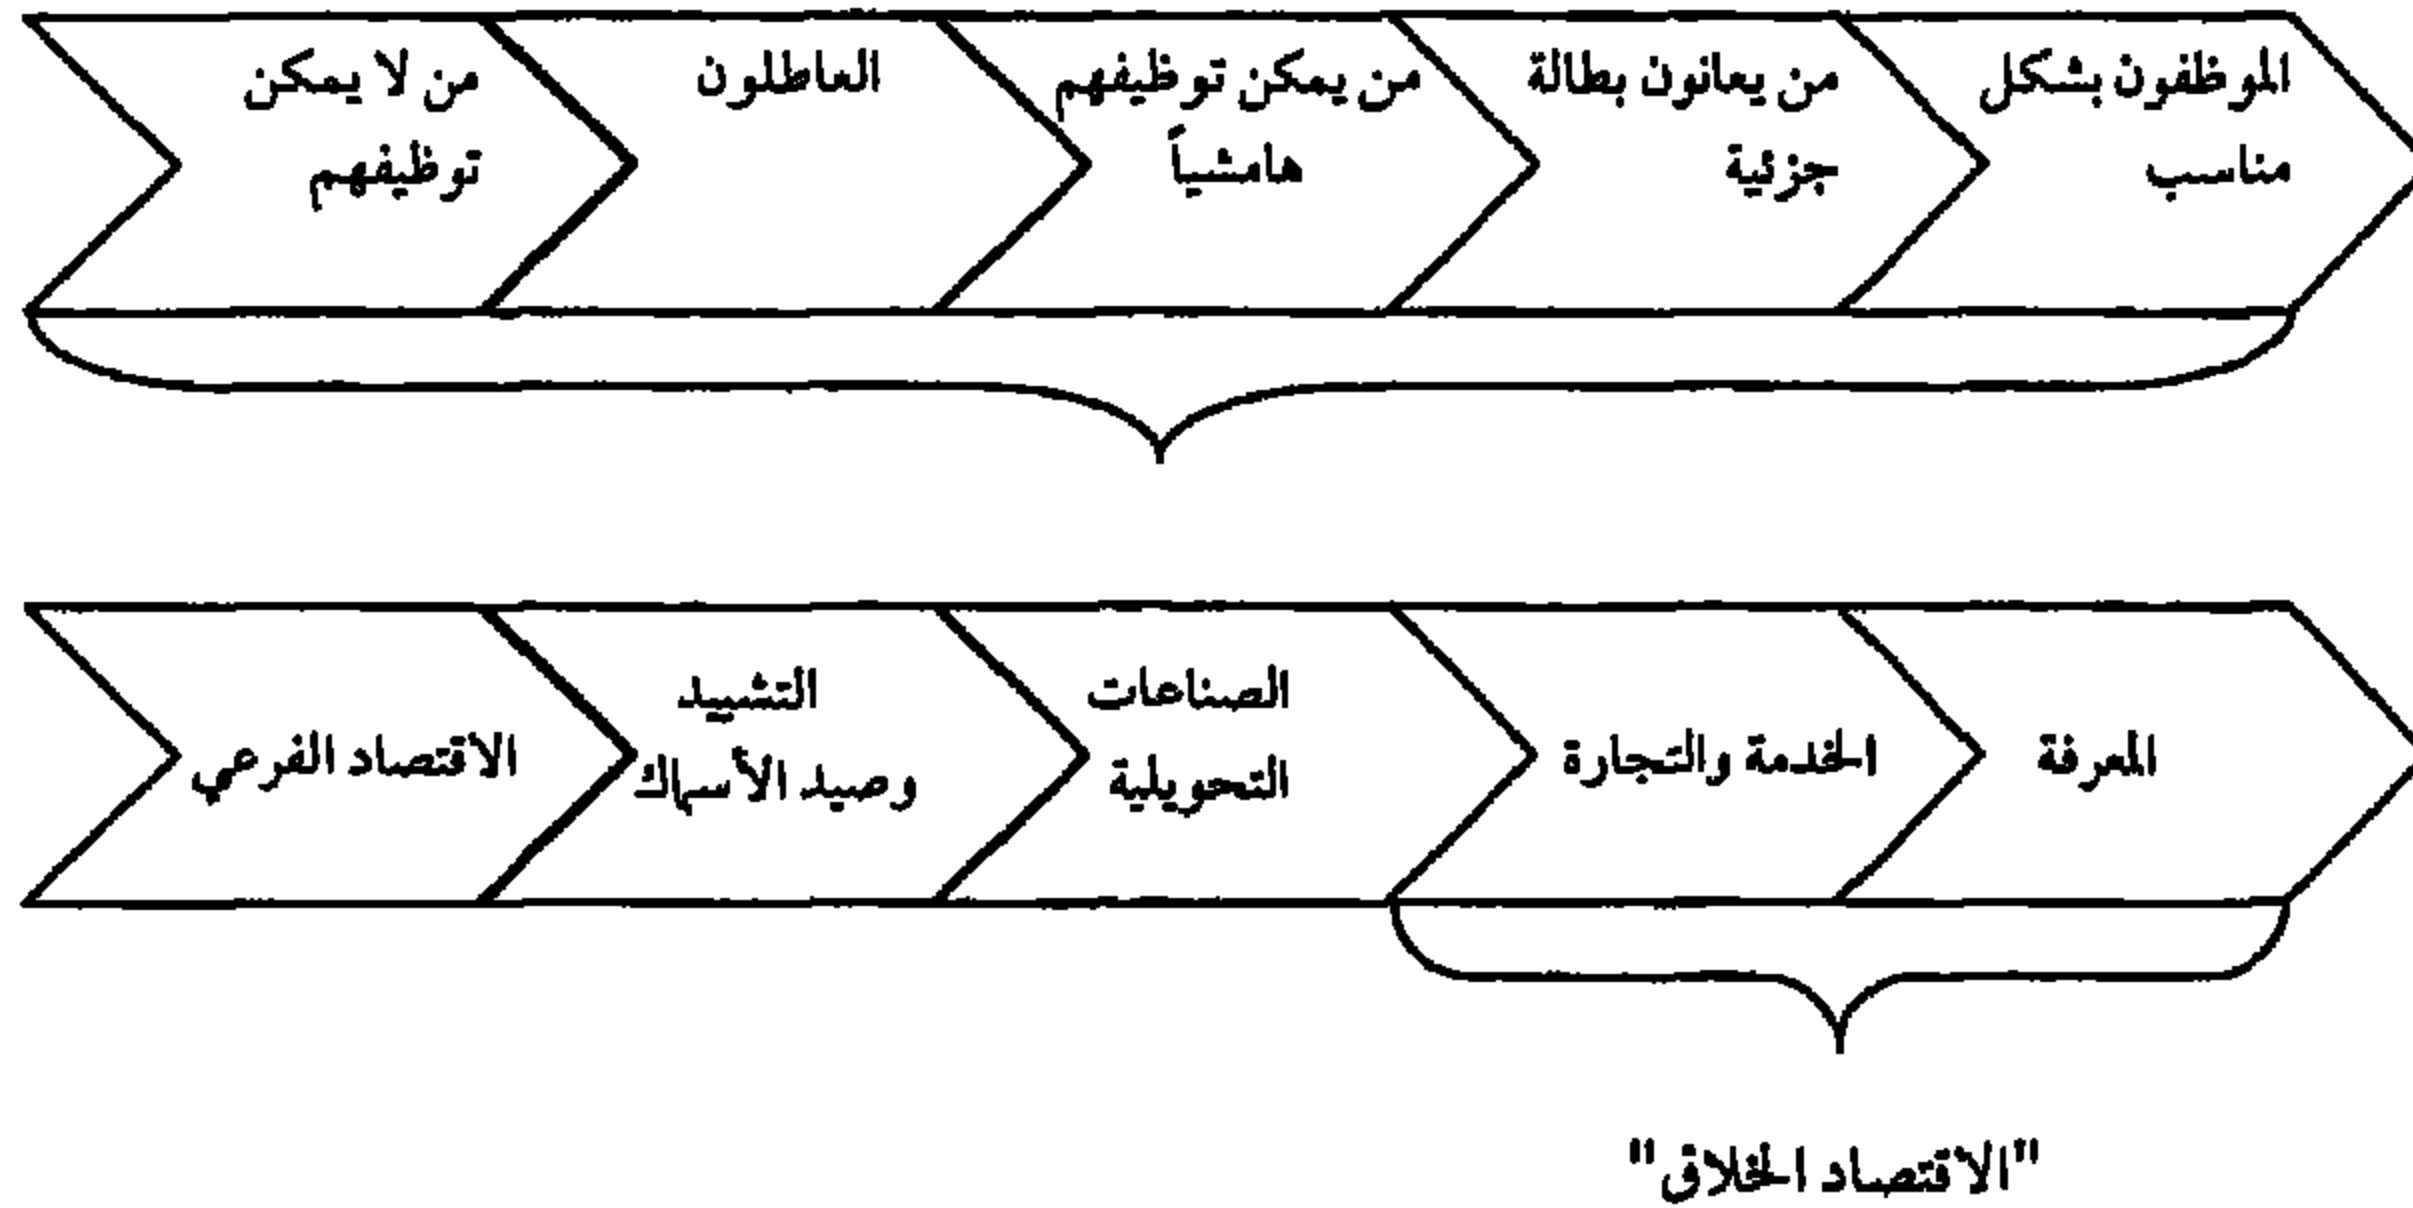 الموظفون بشكل
مناسب
من يعانون بطالة
جزئية
من يمكن توظيفهم
هامشياً
العاطلون
من لا يمكن
توظيفهم
المعرفة
الخدمة والتجارة
الصناعات
التحويلية
التشييد
وصيد الأسماك
الاقتصاد الفرعي
"الاقتصاد الخلاق"